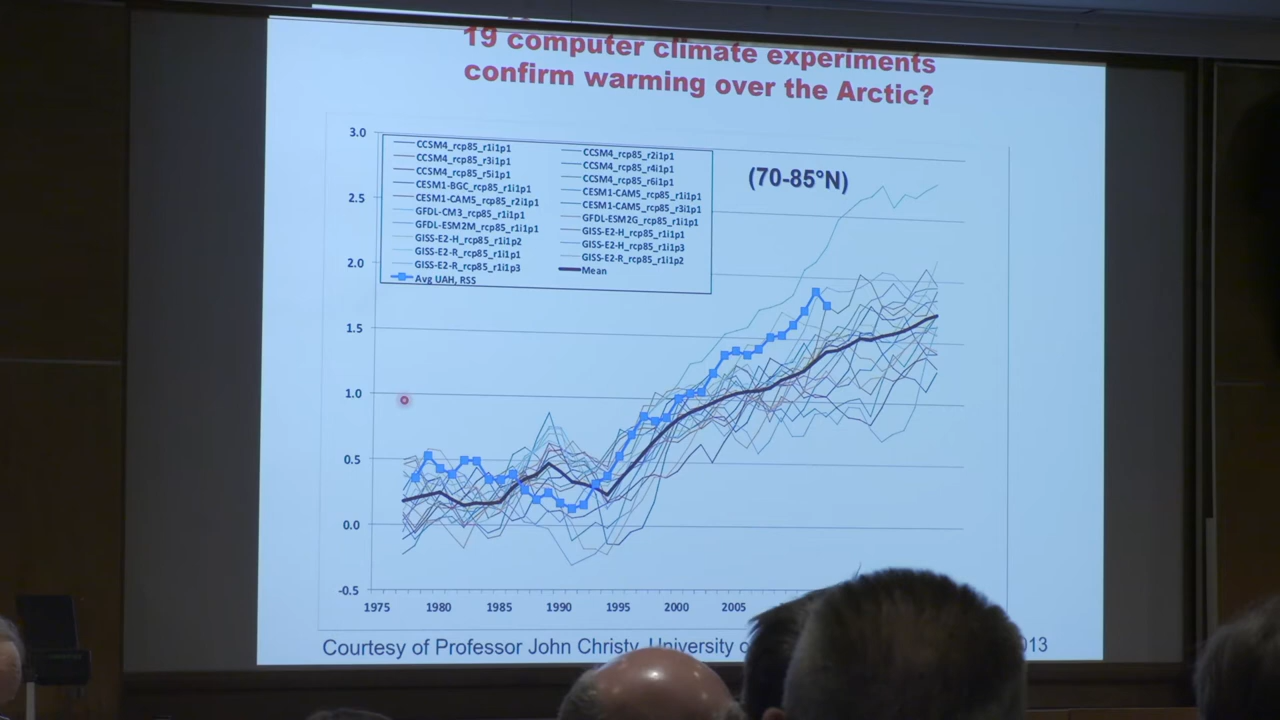 19 computer climate experiments
confirm warming over the Arctic?
3.0
2.5
2.0
1.5
1.0
0.5
0.0
-0.5
CCSM4_rcp85_r1i1p1
CCSM4_rcp85_r2i1p1
CCSM4_rcp85_r3i1p1
CCSM4_rcp85_r4i1p1
CCSM4_rcp85_r5i1p1
CCSM4_rcp85_r6i1p1
CESM1-BGC_rcp85_r1i1p1
CESM1-CAM5_rcp85_r1i1p1
CESM1-CAM5_rcp85_r2i1p1
CESM1-CAM5_rcp85_r3i1p1
GFDL-CM3_rcp85_r1i1p1
GFDL-ESM2G_rcp85_r1i1p1
GFDL-ESM2M_rcp85_r1i1p1
GISS-E2-H_rcp85_r1i1p1
GISS-E2-H_rcp85_r1i1p2
GISS-E2-H_rcp85_r1i1p3
GISS-E2-R_rcp85_r1i1p1
GISS-E2-R_rcp85_r1i1p2
GISS-E2-R_rcp85_r1i1p3
Mean
Avg UAH, RSS
(70-85°N)
1975 1980 1985 1990 1995 2000 2005
Courtesy of Professor John Christy, University 13